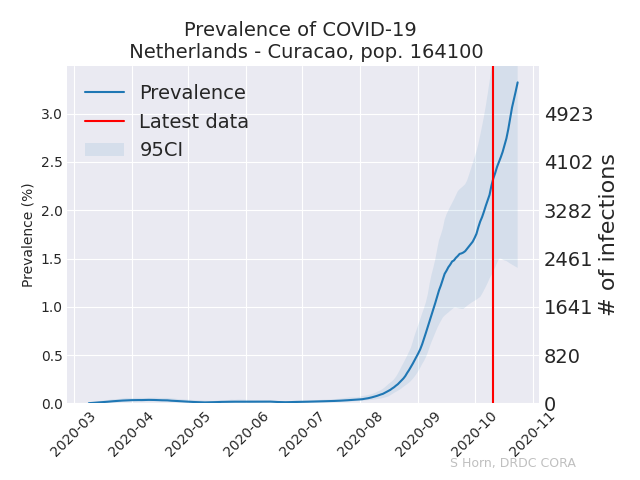 Prevalence of COVID-19
Netherlands - Curacao, pop. 164100
Prevalence
Latest data
95CI
Prevalence (%)
3.0
2.5
2.0
1.5
1.0
0.5
0.0
4923
4102
3282
2461
1641
820
0
# of infections
2020-03
2020-04
2020-05
2020-06
2020-07
2020-08
2020-09
2020-10
2020-11
S Horn, DRDC CORA